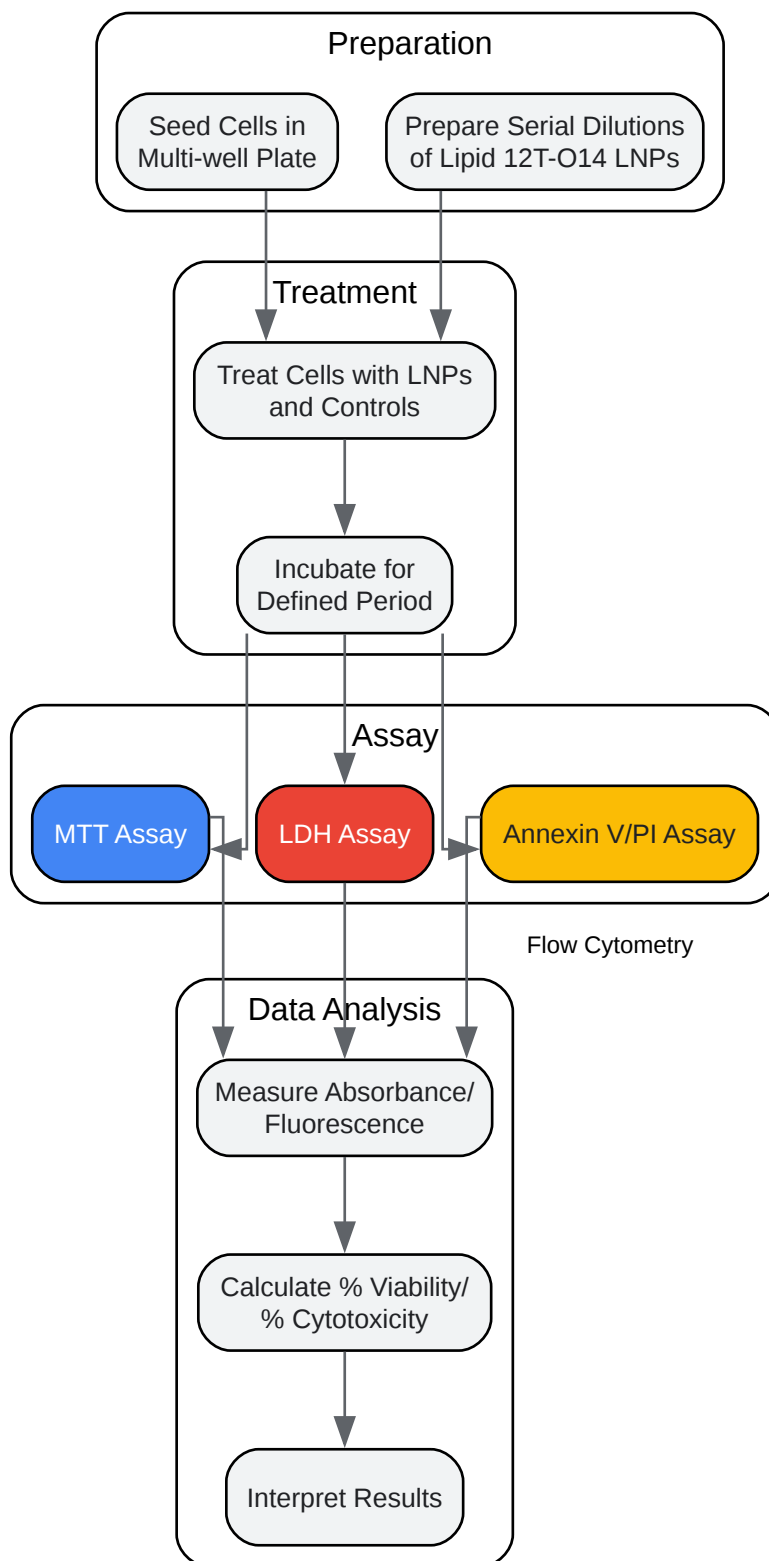 Preparation
Seed Cells in
Multi-well Plate
Prepare Serial Dilutions
of Lipid 12T-O14 LNPs
Treatment
Treat Cells with LNPs
and Controls
Incubate for
Defined Period
Assay
MTT Assay
LDH Assay
Annexin V/PI Assay
Flow Cytometry
Data Analysis
Measure Absorbance/
Fluorescence
Calculate % Viability/
% Cytotoxicity
Interpret Results